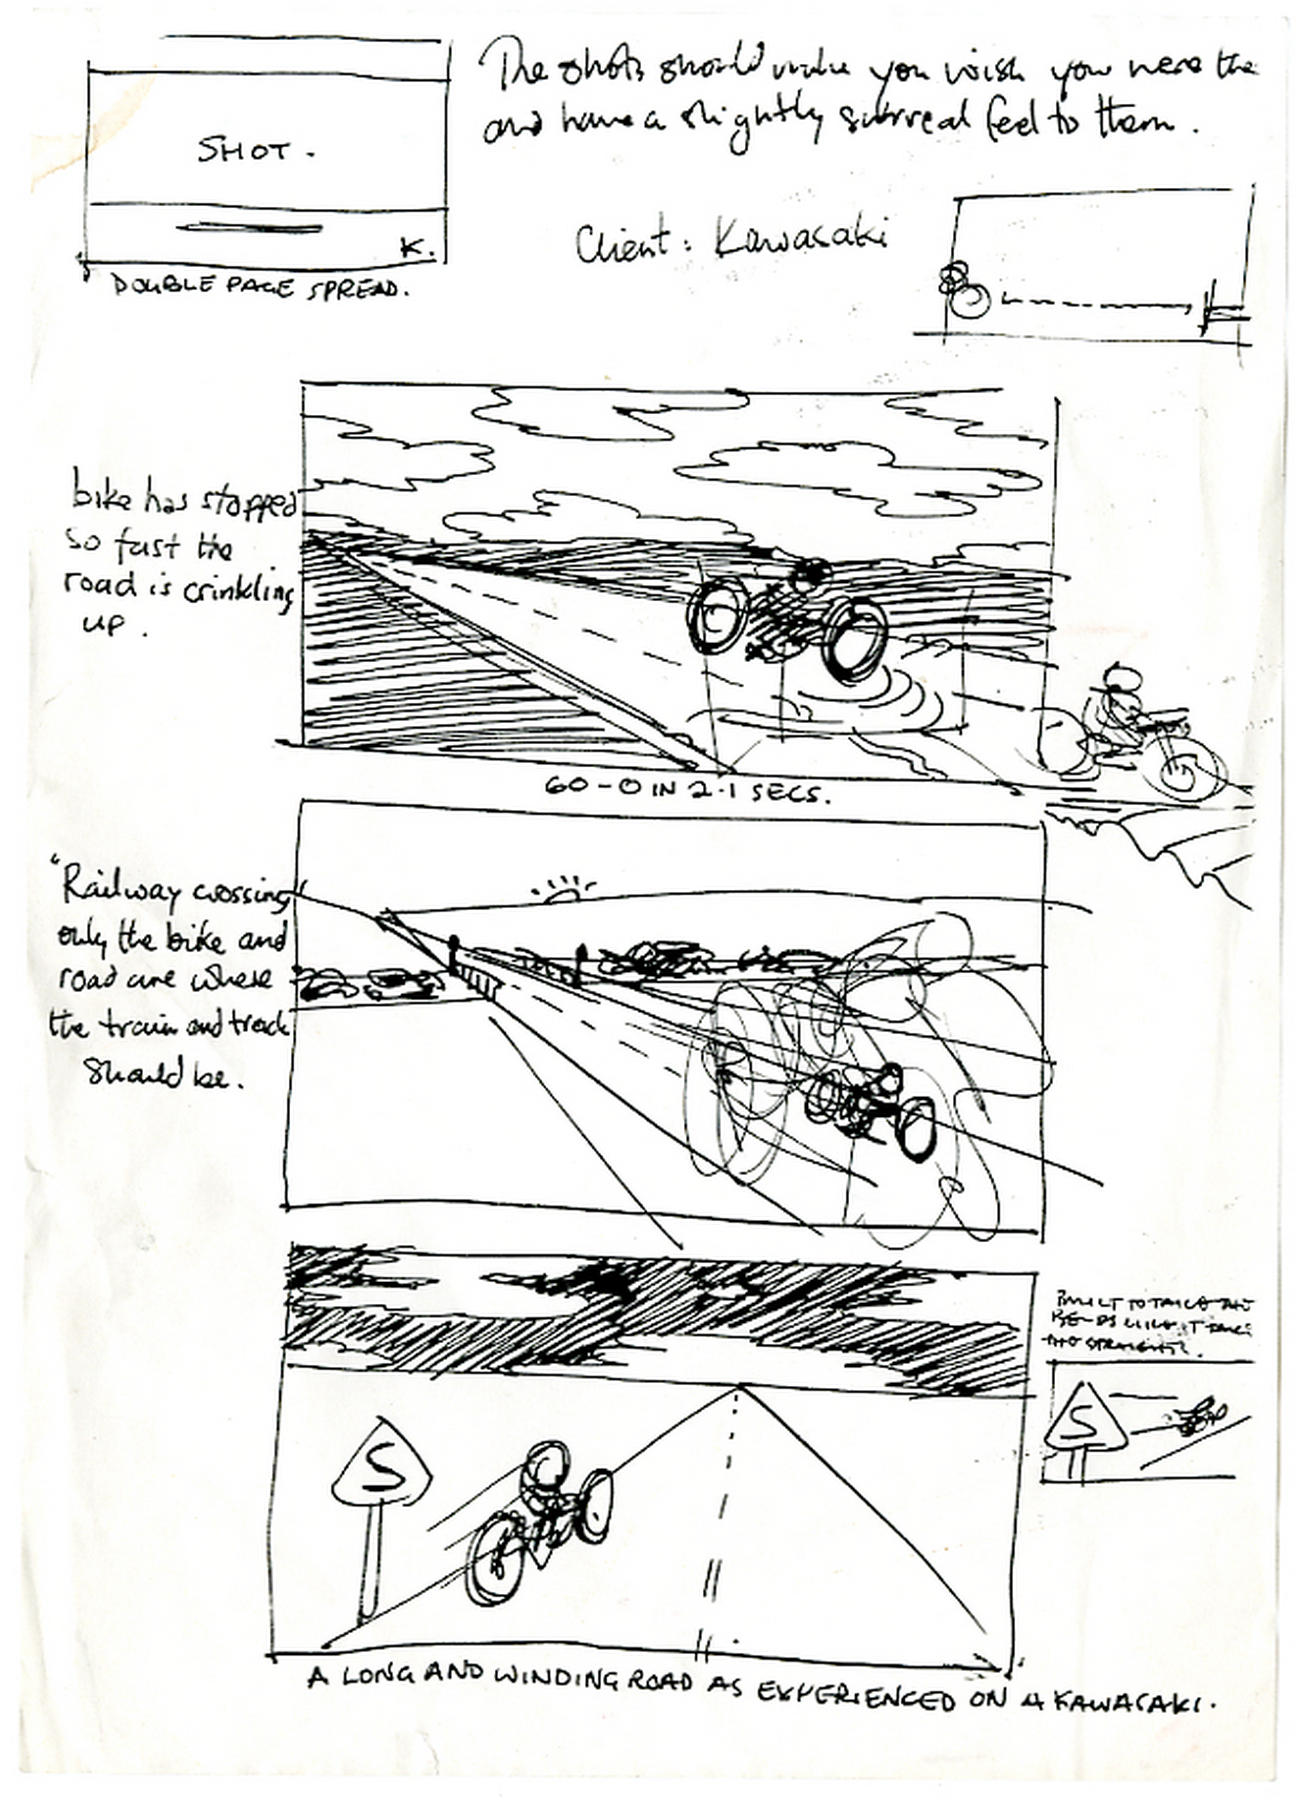 The shots should make you wish you were the
and have a slightly surreal feel to them.
SHOT.
K.
DOUBLE PAGE SPREAD.
Client: Kawasaki
bike has stopped
so fast the
road is crinkling
up.
60-0 IN 2.1 SECS.
"Railway crossing
only the bike and
road are where
the train and track
should be.
BUILT TO TAKE THE
BENDS LIKE IT TAKES
THE STRAIGHTS.
S
S
A LONG AND WINDING ROAD AS EXPERIENCED ON A KAWASAKI.